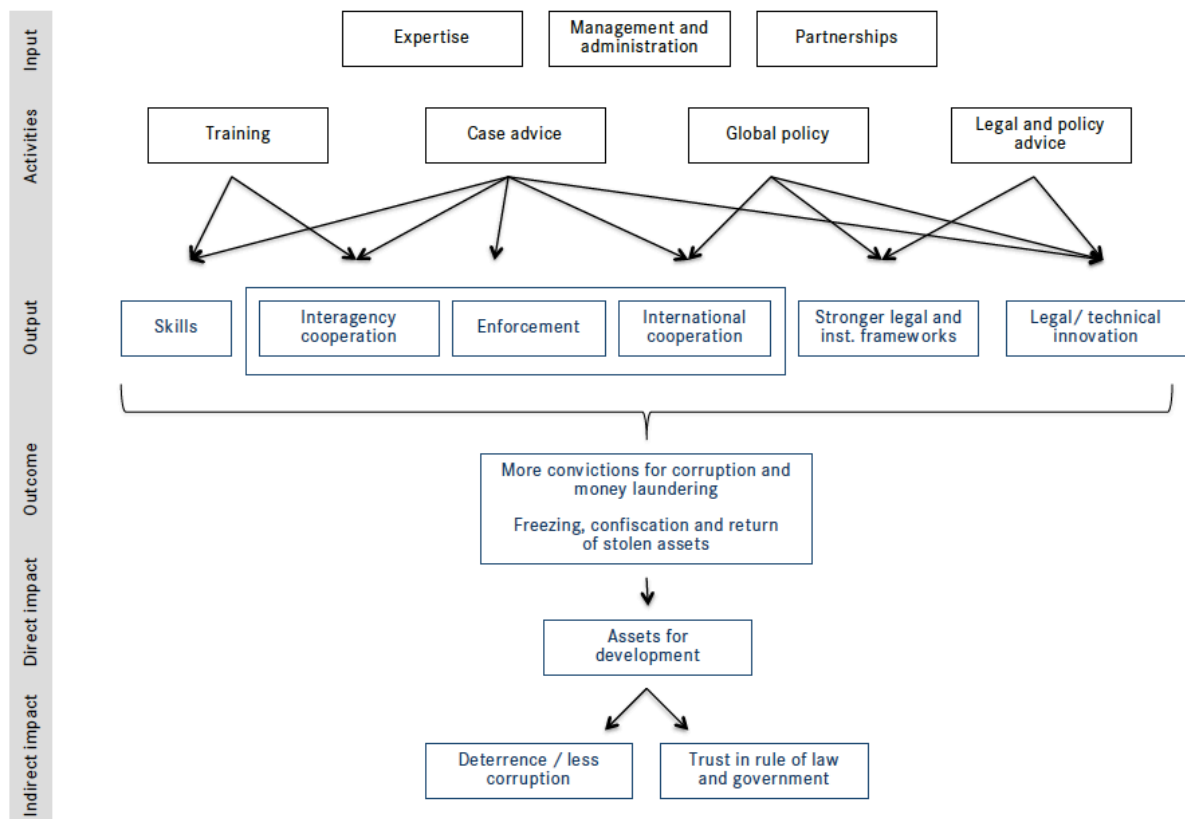 Input
Expertise
Management and
administration
Partnerships
Activities
Training
Case advice
Global policy
Legal and policy
advice
Output
Skills
Interagency
cooperation
Enforcement
International
cooperation
Stronger legal and
inst. frameworks
Legal/ technical
innovation
Outcome
More convictions for corruption and
money laundering
Freezing, confiscation and return
of stolen assets
Direct impact
Assets for
development
Indirect impact
Deterrence / less
corruption
Trust in rule of law
and government